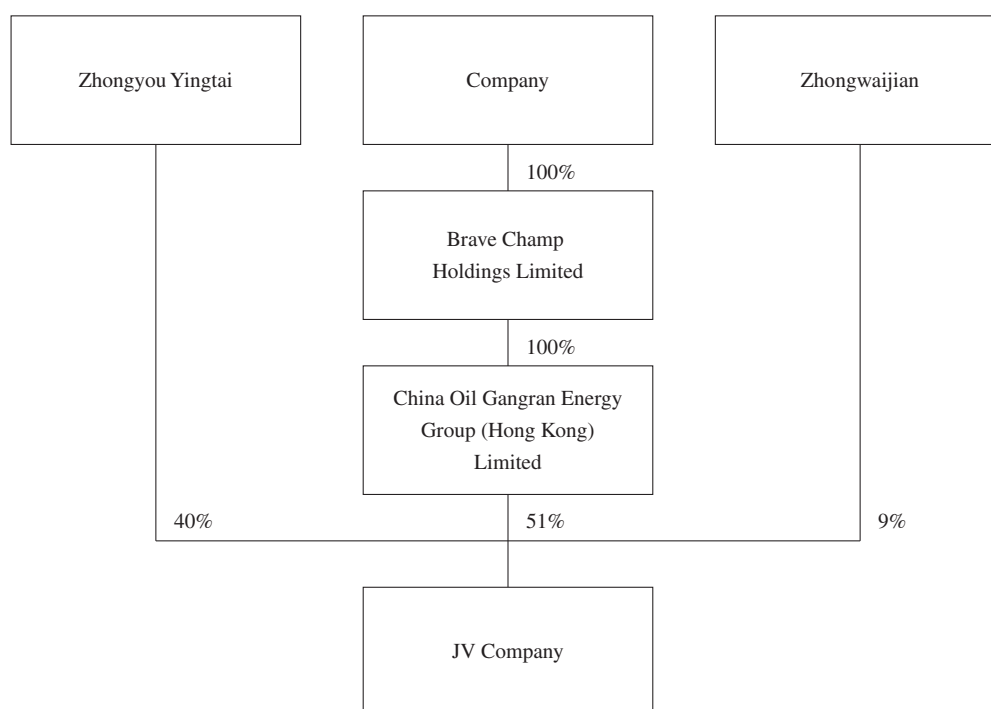 Zhongyou Yingtai
Company
Zhongwaijian
100%
Brave Champ
Holdings Limited
100%
China Oil Gangran Energy
Group (Hong Kong)
Limited
40%
51%
9%
JV Company